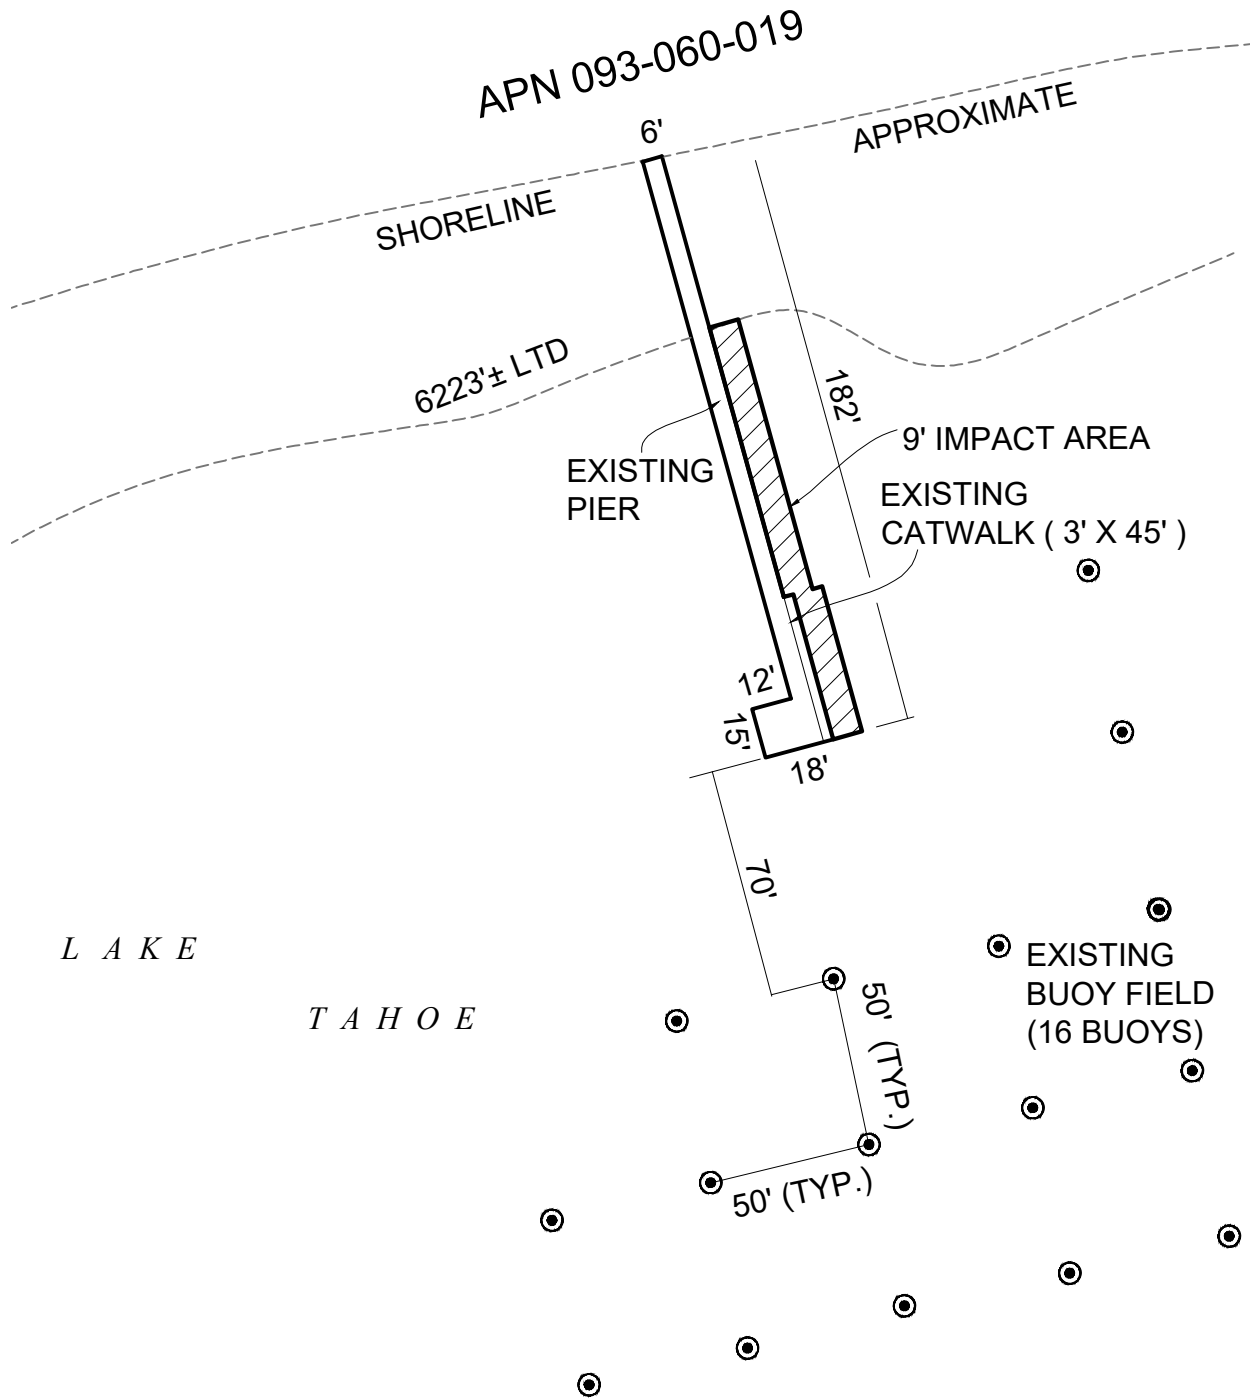 APN 093-060-019
6'
APPROXIMATE
SHORELINE
6223'± LTD
182'
9' IMPACT AREA
EXISTING
PIER
EXISTING
CATWALK ( 3' X 45' )
12'
15'
18'
70'
LAKE
TAHOE
EXISTING
BUOY FIELD
(16 BUOYS)
50' (TYP.)
50' (TYP.)